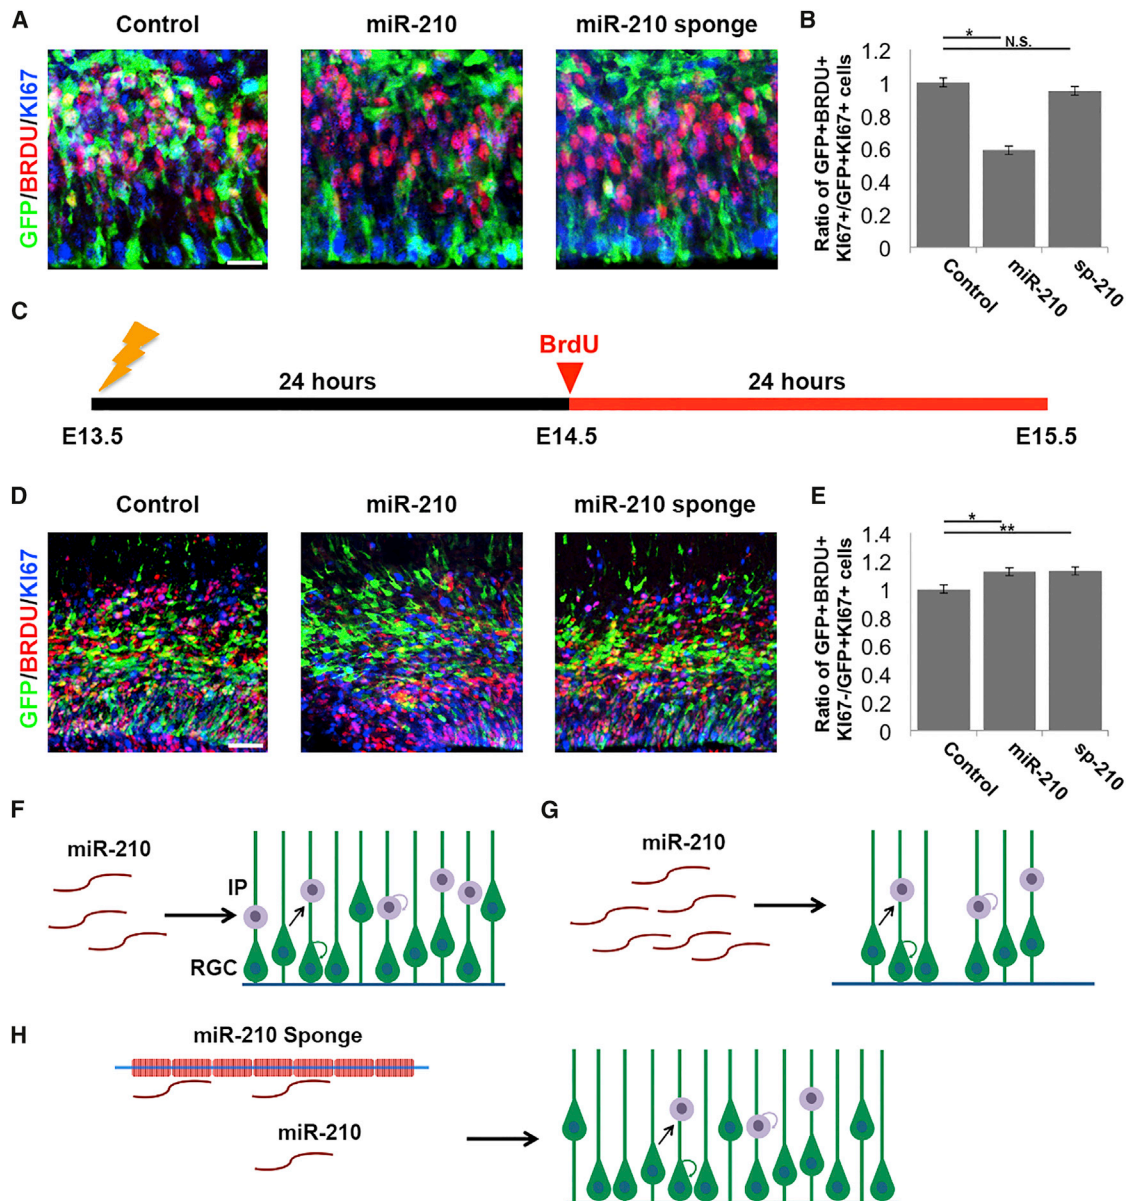 A
Control
miR-210
miR-210 sponge
GFP/BRDU/KI67
B
Ratio of GFP+BRDU+
KI67+/GFP+KI67+ cells
1.2
1
0.8
0.6
0.4
0.2
0
*
N.S.
Control
miR-210
sp-210
C
BrdU
24 hours
24 hours
E13.5
E14.5
E15.5
D
Control
miR-210
miR-210 sponge
GFP/BRDU/KI67
E
Ratio of GFP+BRDU+
KI67-/GFP+KI67+ cells
1.4
1.2
1
0.8
0.6
0.4
0.2
0
*
**
Control
miR-210
sp-210
F
miR-210
IP
RGC
G
miR-210
H
miR-210 Sponge
miR-210